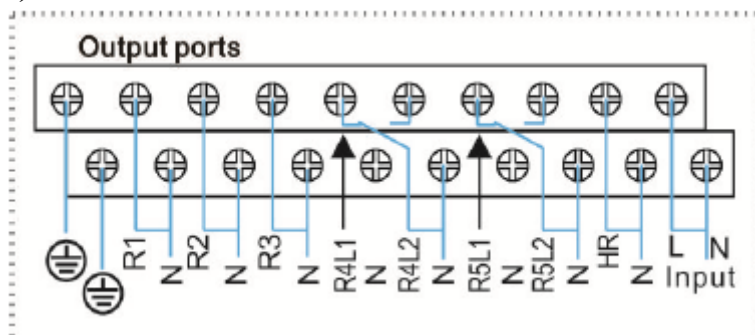 Output ports
R1 N R2 N R3 N R4L1 N R4L2 N R5L1 N R5L2 N HR N L N
Input